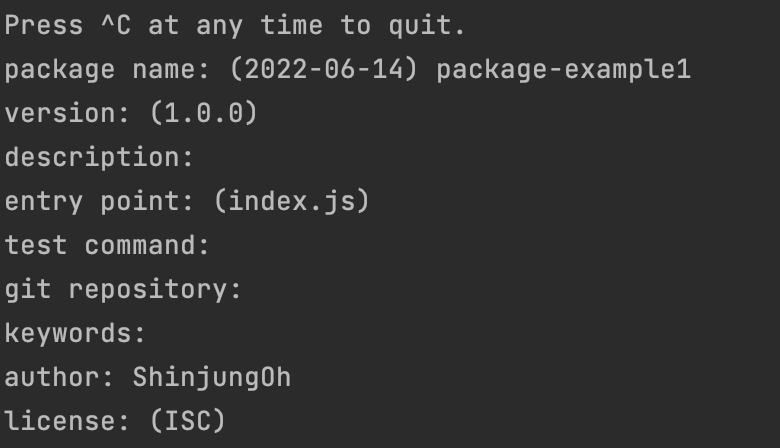 Press ^C at any time to quit.
package name: (2022-06-14) package-example1
version: (1.0.0)
description:
entry point: (index.js)
test command:
git repository:
keywords:
author: ShinjungOh
license: (ISC)